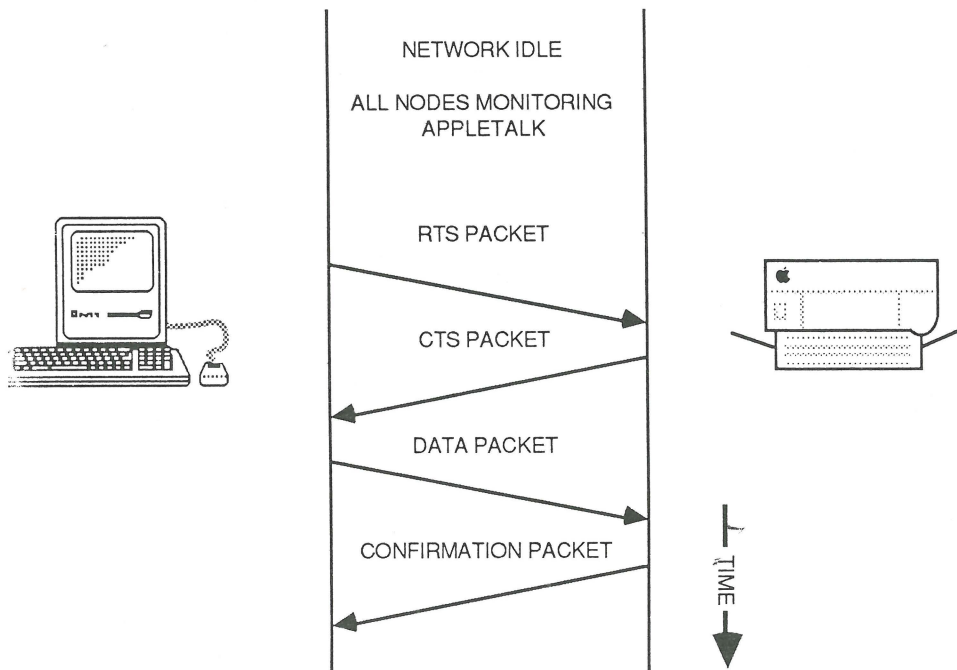 NETWORK IDLE
ALL NODES MONITORING
APPLETALK
RTS PACKET
CTS PACKET
DATA PACKET
CONFIRMATION PACKET
TIME